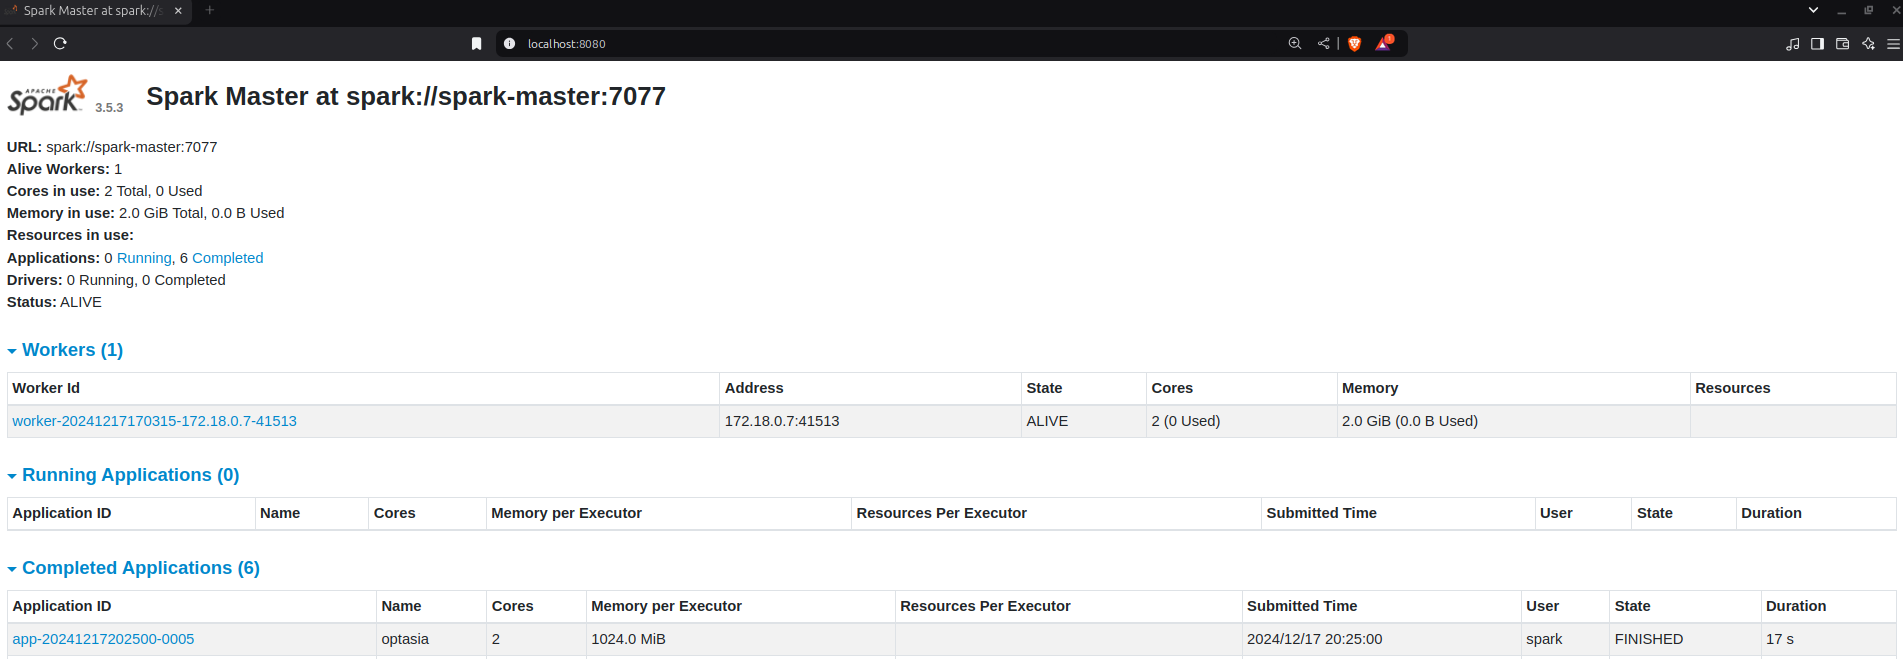 Spark Master at spark://s
localhost:8080
APACHE Spark 3.5.3 Spark Master at spark://spark-master:7077
URL: spark://spark-master:7077
Alive Workers: 1
Cores in use: 2 Total, 0 Used
Memory in use: 2.0 GiB Total, 0.0 B Used
Resources in use:
Applications: 0 Running, 6 Completed
Drivers: 0 Running, 0 Completed
Status: ALIVE
Workers (1)
Worker Id Address State Cores Memory Resources
worker-20241217170315-172.18.0.7-41513 172.18.0.7:41513 ALIVE 2 (0 Used) 2.0 GiB (0.0 B Used)
Running Applications (0)
Application ID Name Cores Memory per Executor Resources Per Executor Submitted Time User State Duration
Completed Applications (6)
Application ID Name Cores Memory per Executor Resources Per Executor Submitted Time User State Duration
app-20241217202500-0005 optasia 2 1024.0 MiB 2024/12/17 20:25:00 spark FINISHED 17 s